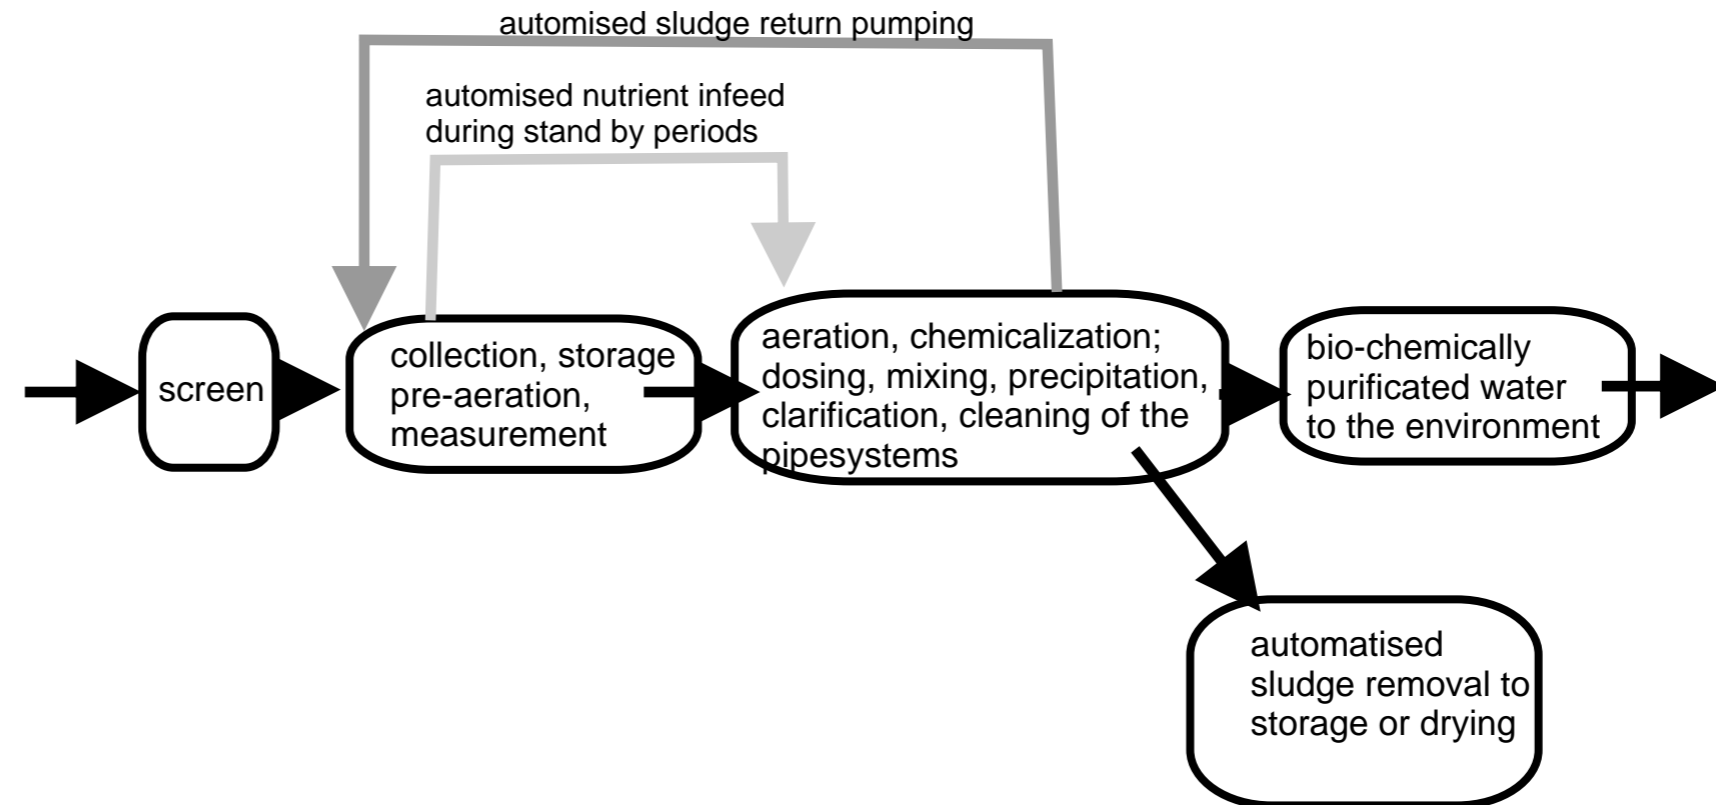 automised sludge return pumping
automised nutrient infeed
during stand by periods
screen
collection, storage
pre-aeration,
measurement
aeration, chemicalization;
dosing, mixing, precipitation,
clarification, cleaning of the
pipesystems
bio-chemically
purificated water
to the environment
automatised
sludge removal to
storage or drying